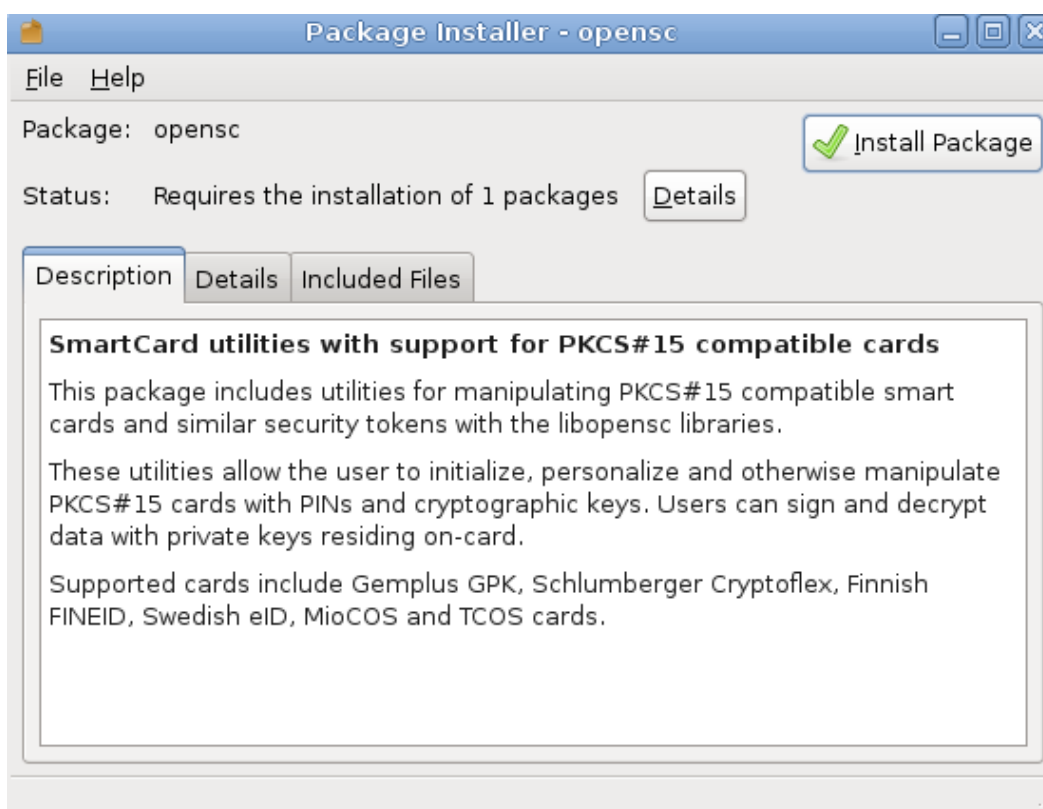 Package Installer - opensc
File Help
Package: opensc
Install Package
Status: Requires the installation of 1 packages Details
Description Details Included Files
SmartCard utilities with support for PKCS#15 compatible cards
This package includes utilities for manipulating PKCS#15 compatible smart
cards and similar security tokens with the libopensc libraries.
These utilities allow the user to initialize, personalize and otherwise manipulate
PKCS#15 cards with PINs and cryptographic keys. Users can sign and decrypt
data with private keys residing on-card.
Supported cards include Gemplus GPK, Schlumberger Cryptoflex, Finnish
FINEID, Swedish eID, MioCOS and TCOS cards.